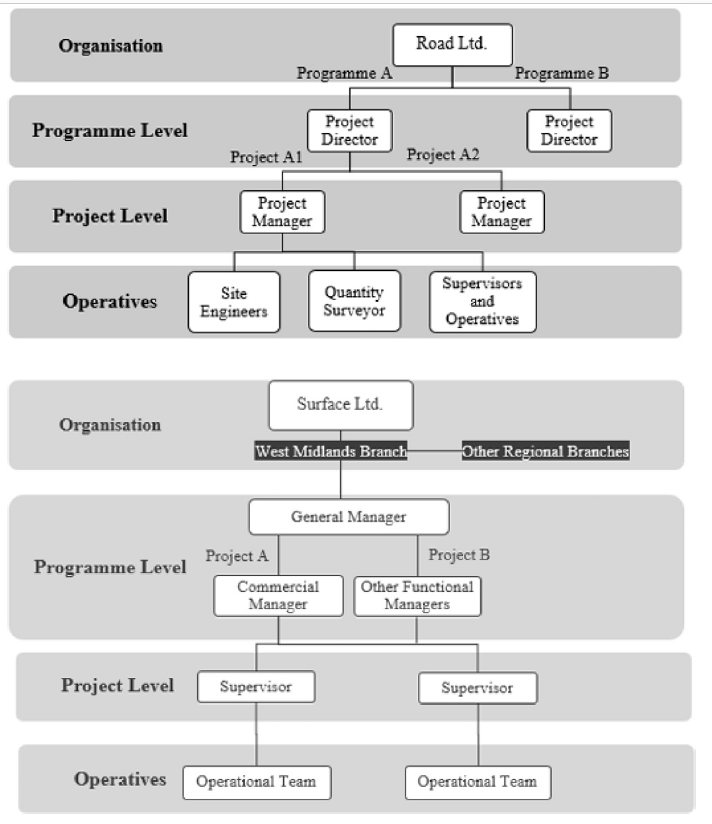 Organisation
Road Ltd.
Programme A
Programme B
Programme Level
Project
Director
Project
Director
Project A1
Project A2
Project Level
Project
Manager
Project
Manager
Operatives
Site
Engineers
Quantity
Surveyor
Supervisors
and
Operatives
Organisation
Surface Ltd.
West Midlands Branch
Other Regional Branches
General Manager
Programme Level
Project A
Project B
Commercial
Manager
Other Functional
Managers
Project Level
Supervisor
Supervisor
Operatives
Operational Team
Operational Team